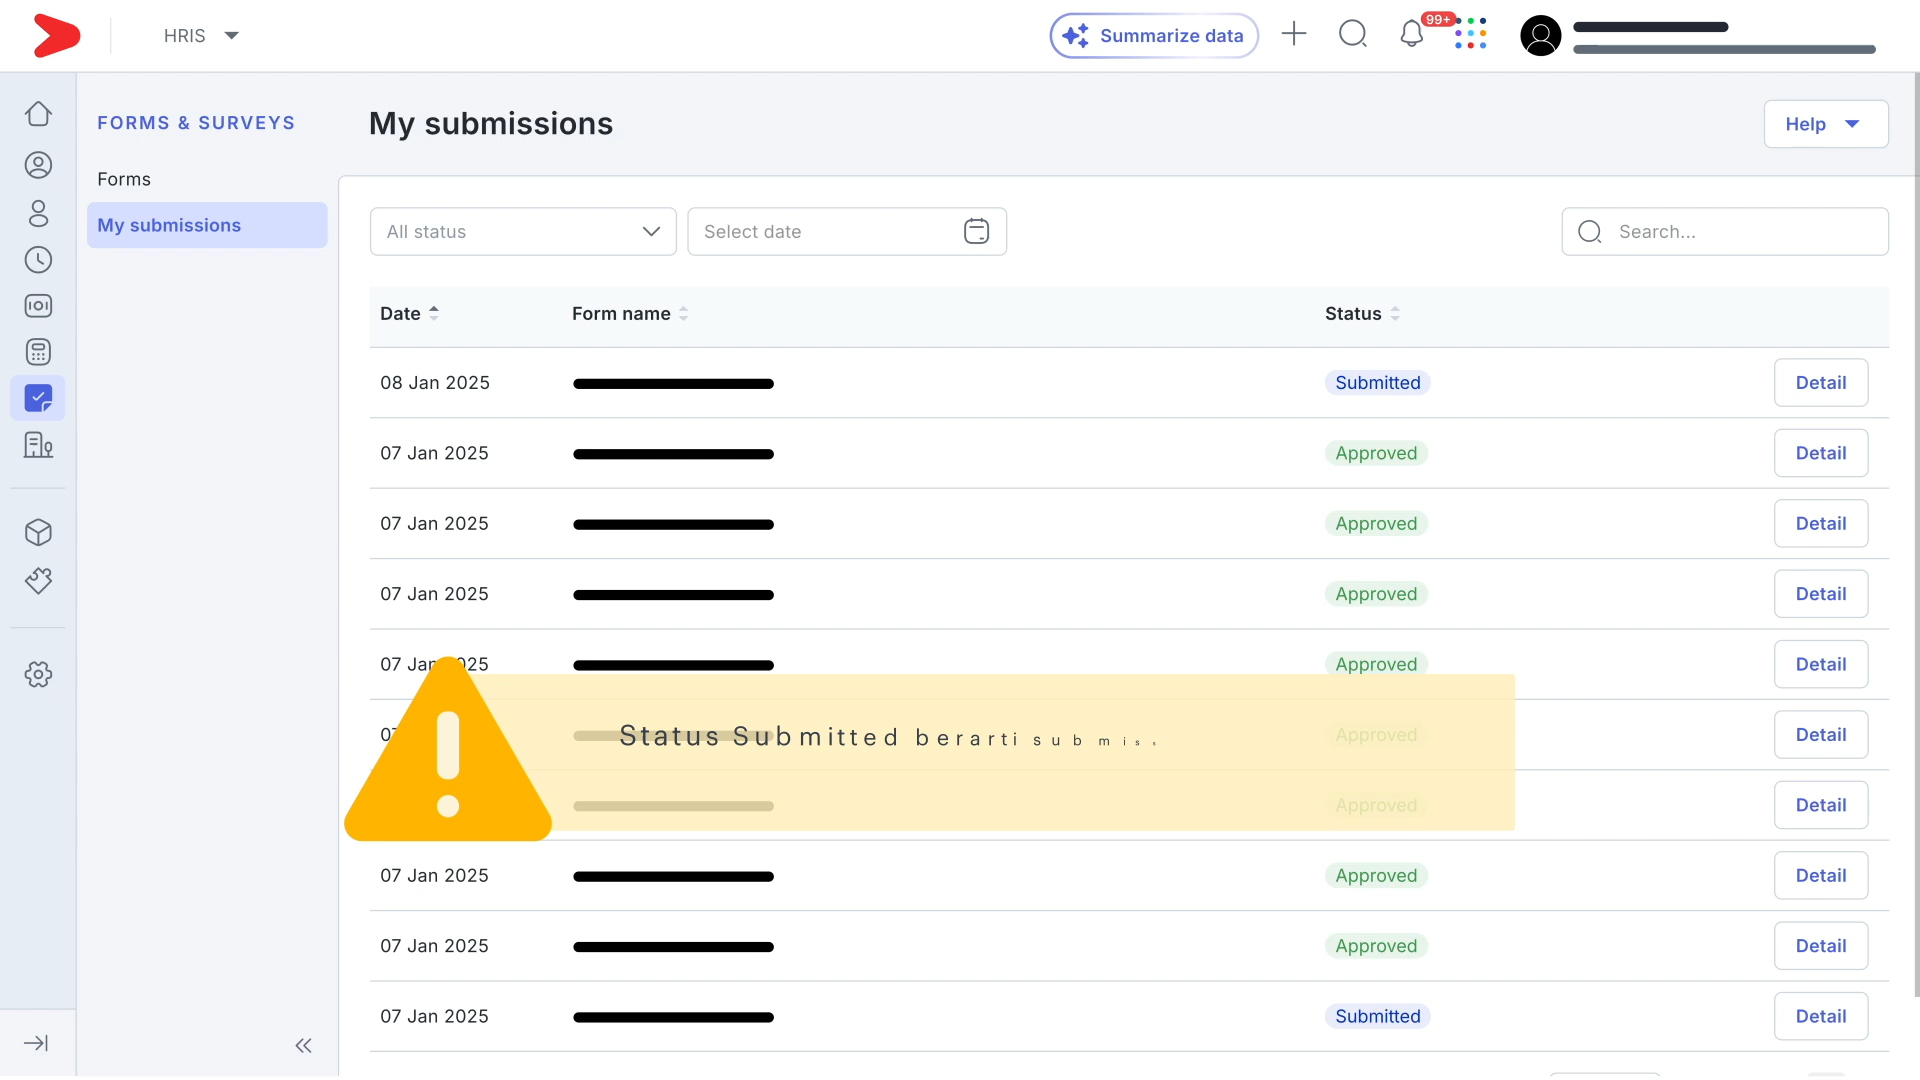 HRIS
Summarize data
99+
FORMS & SURVEYS
Forms
My submissions
My submissions
Help
All status
Select date
Search...
Date
Form name
Status
08 Jan 2025
Submitted
Detail
07 Jan 2025
Approved
Detail
07 Jan 2025
Approved
Detail
07 Jan 2025
Approved
Detail
07 Jan 2025
Approved
Detail
Status Submitted berarti
Approved
Detail
Approved
Detail
07 Jan 2025
Approved
Detail
07 Jan 2025
Approved
Detail
07 Jan 2025
Submitted
Detail